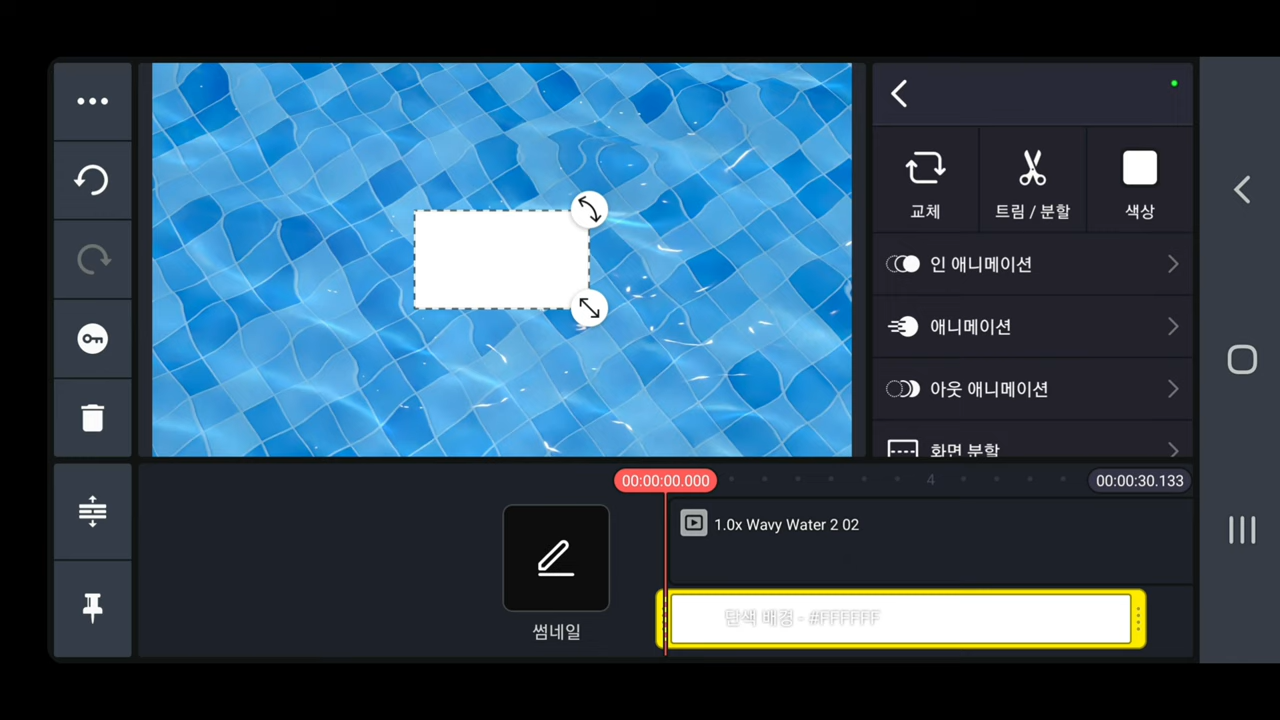 교체
트림 / 분할
색상
인 애니메이션
애니메이션
아웃 애니메이션
화면 분할
00:00:00.000
4
00:00:30.133
1.0x Wavy Water 2 02
단색 배경 - #FFFFFF
썸네일